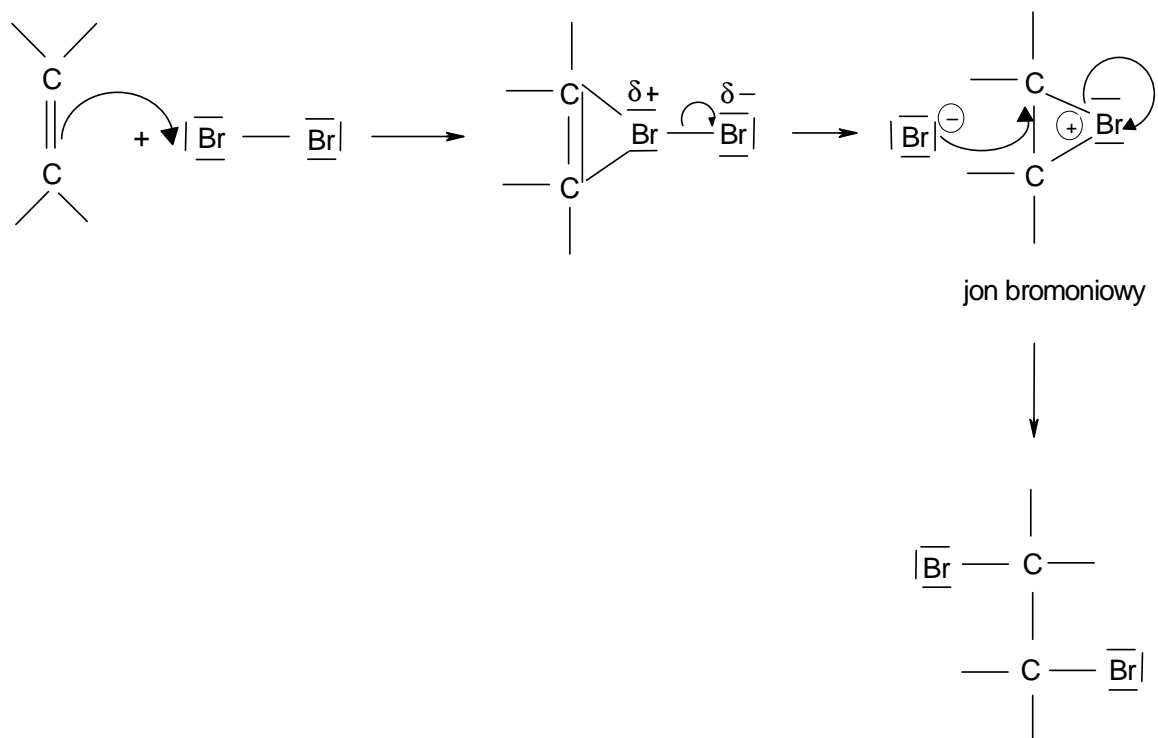 C
C
+ |Br — Br|
C
C
δ+ δ−
Br — Br|
|Br| −
C
+ Br
C
jon bromoniowy
|Br — C
C — Br|